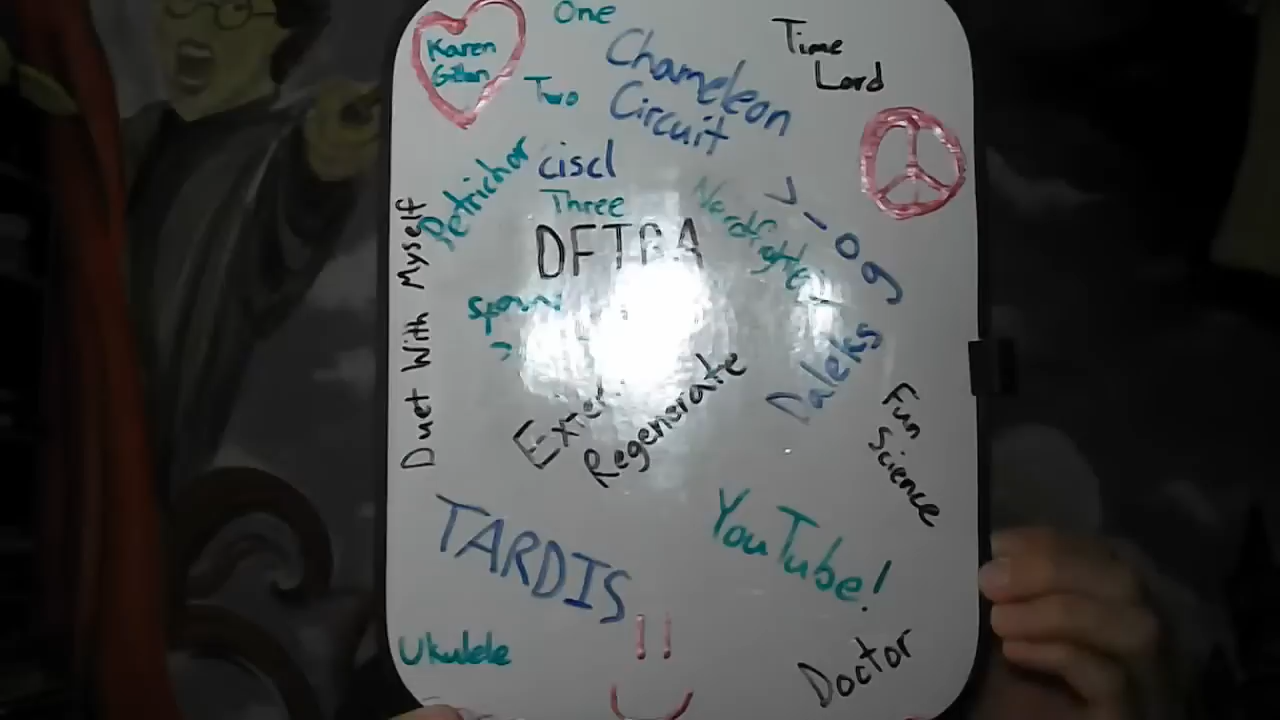 One
Karen
Gillan
Two
Chameleon
Circuit
Time
Lord
Petrichor
ciscl
Three
DFTBA
Nerdfighter
Vlog
Duet With Myself
Daleks
Regenerate
Fun
Science
TARDIS
YouTube!
Ukulele
Doctor